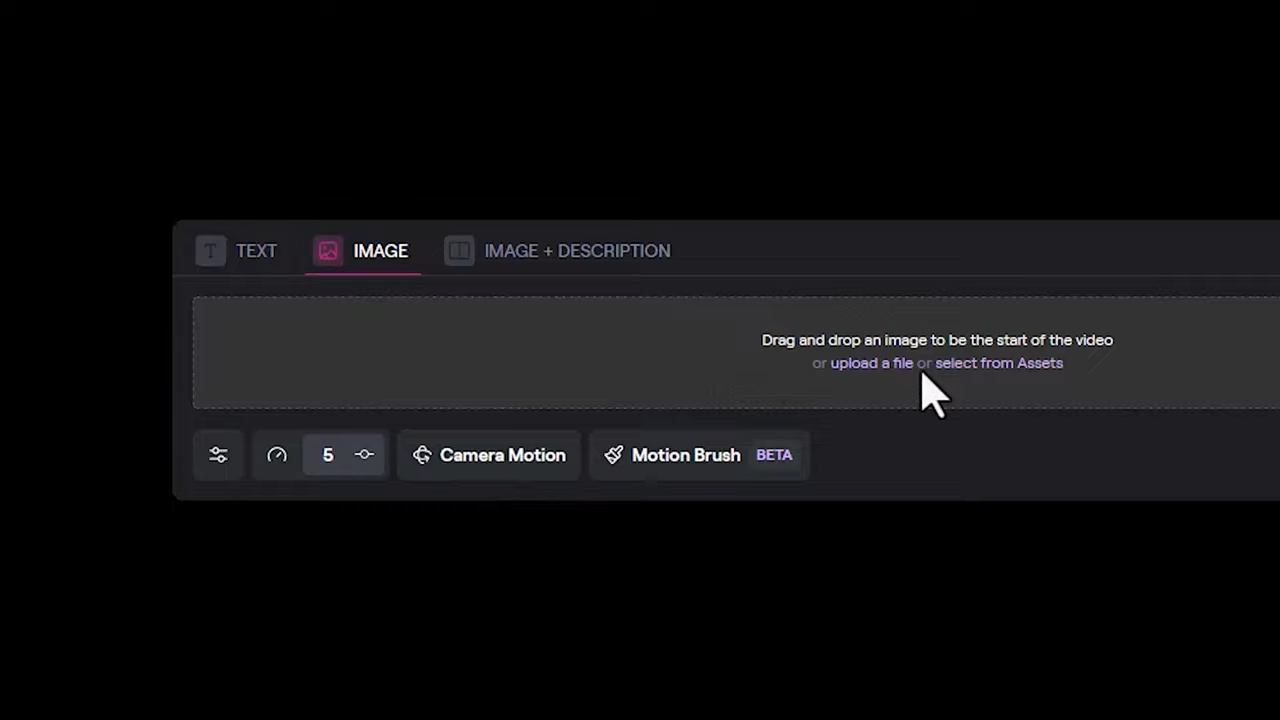 TEXT
IMAGE
IMAGE + DESCRIPTION
Drag and drop an image to be the start of the video
or upload a file or select from Assets
5
Camera Motion
Motion Brush BETA